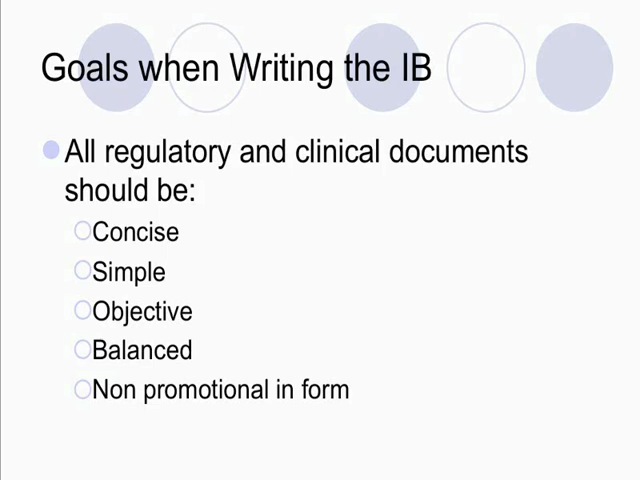 Goals when Writing the IB
All regulatory and clinical documents
should be:
Concise
Simple
Objective
Balanced
Non promotional in form